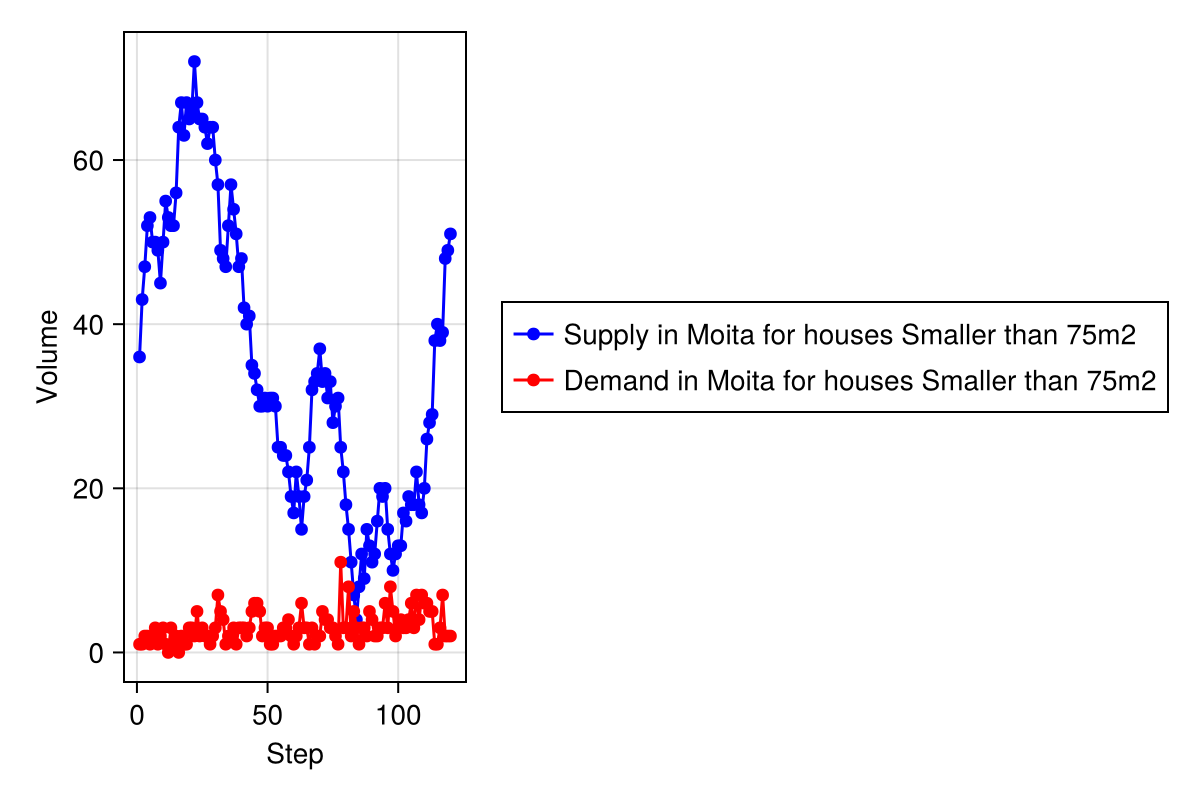 60
40
20
0
Volume
0 50 100
Step
Supply in Moita for houses Smaller than 75m2
Demand in Moita for houses Smaller than 75m2